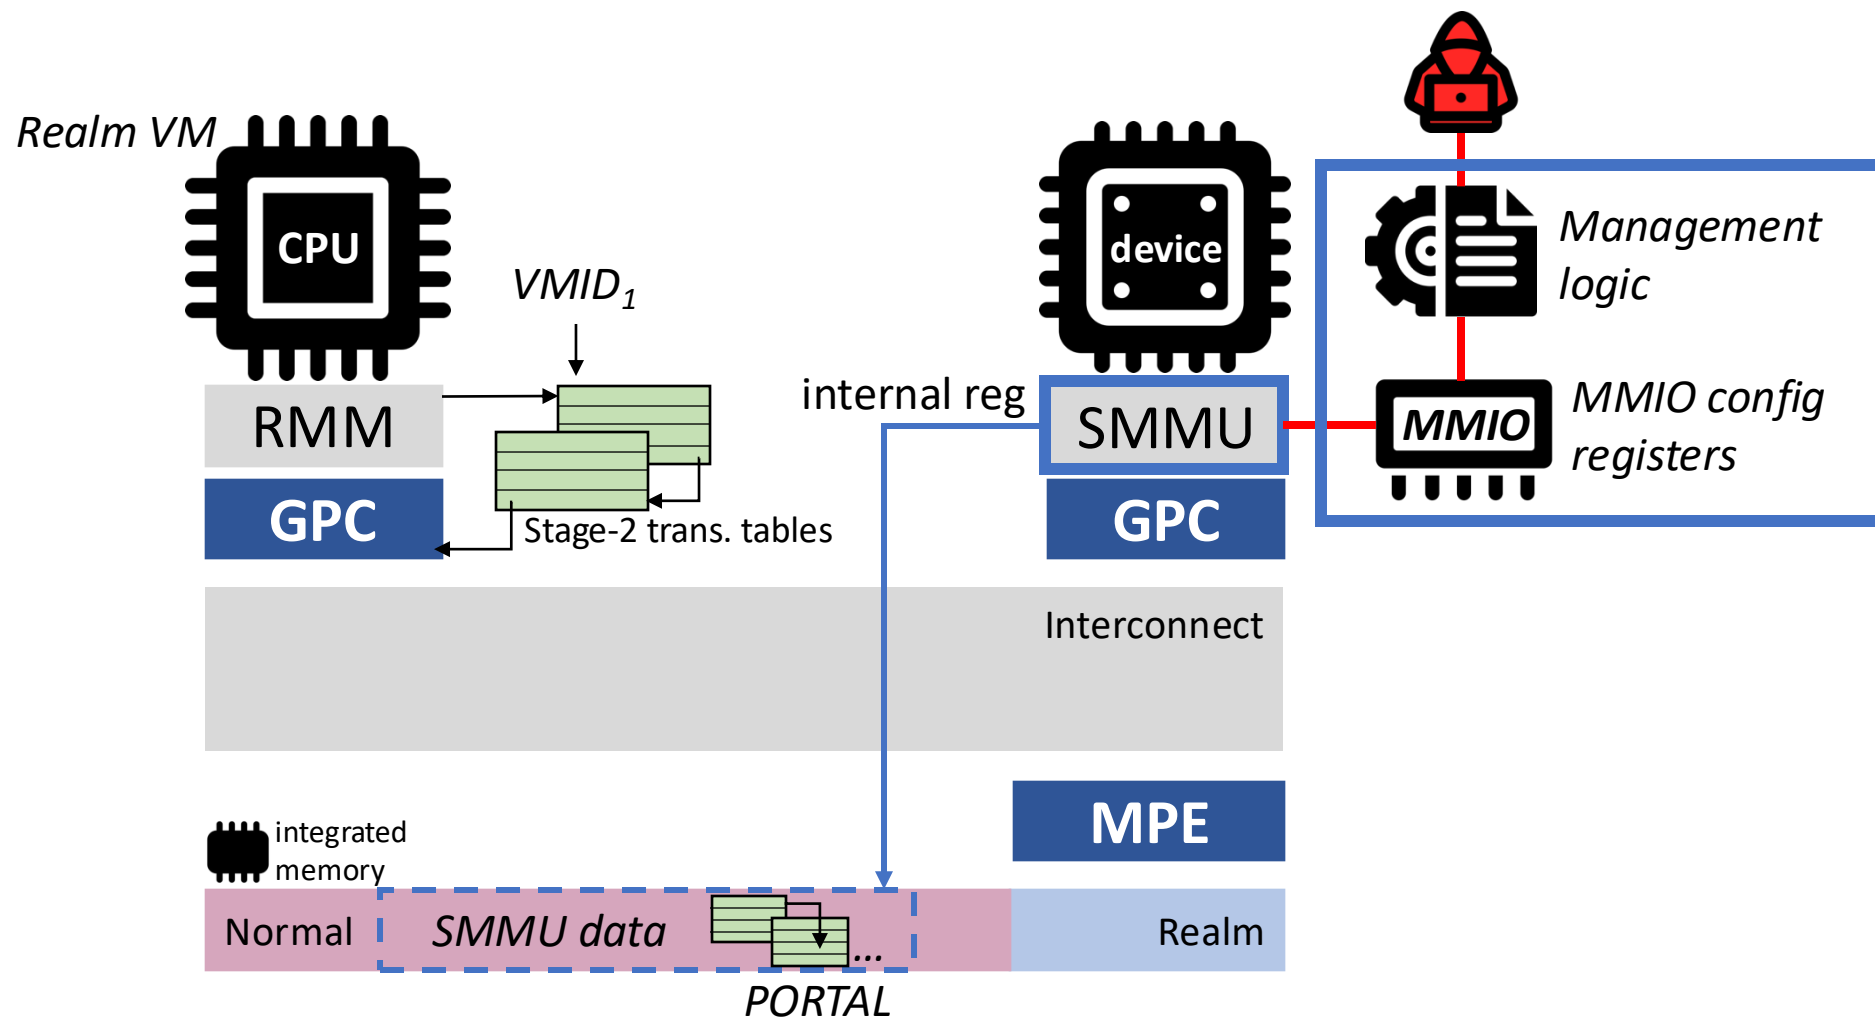 Realm VM
CPU
device
Management
logic
VMID1
internal reg
RMM
SMMU
MMIO
MMIO config
registers
GPC
Stage-2 trans. tables
GPC
Interconnect
MPE
integrated
memory
Normal
SMMU data
...
Realm
PORTAL